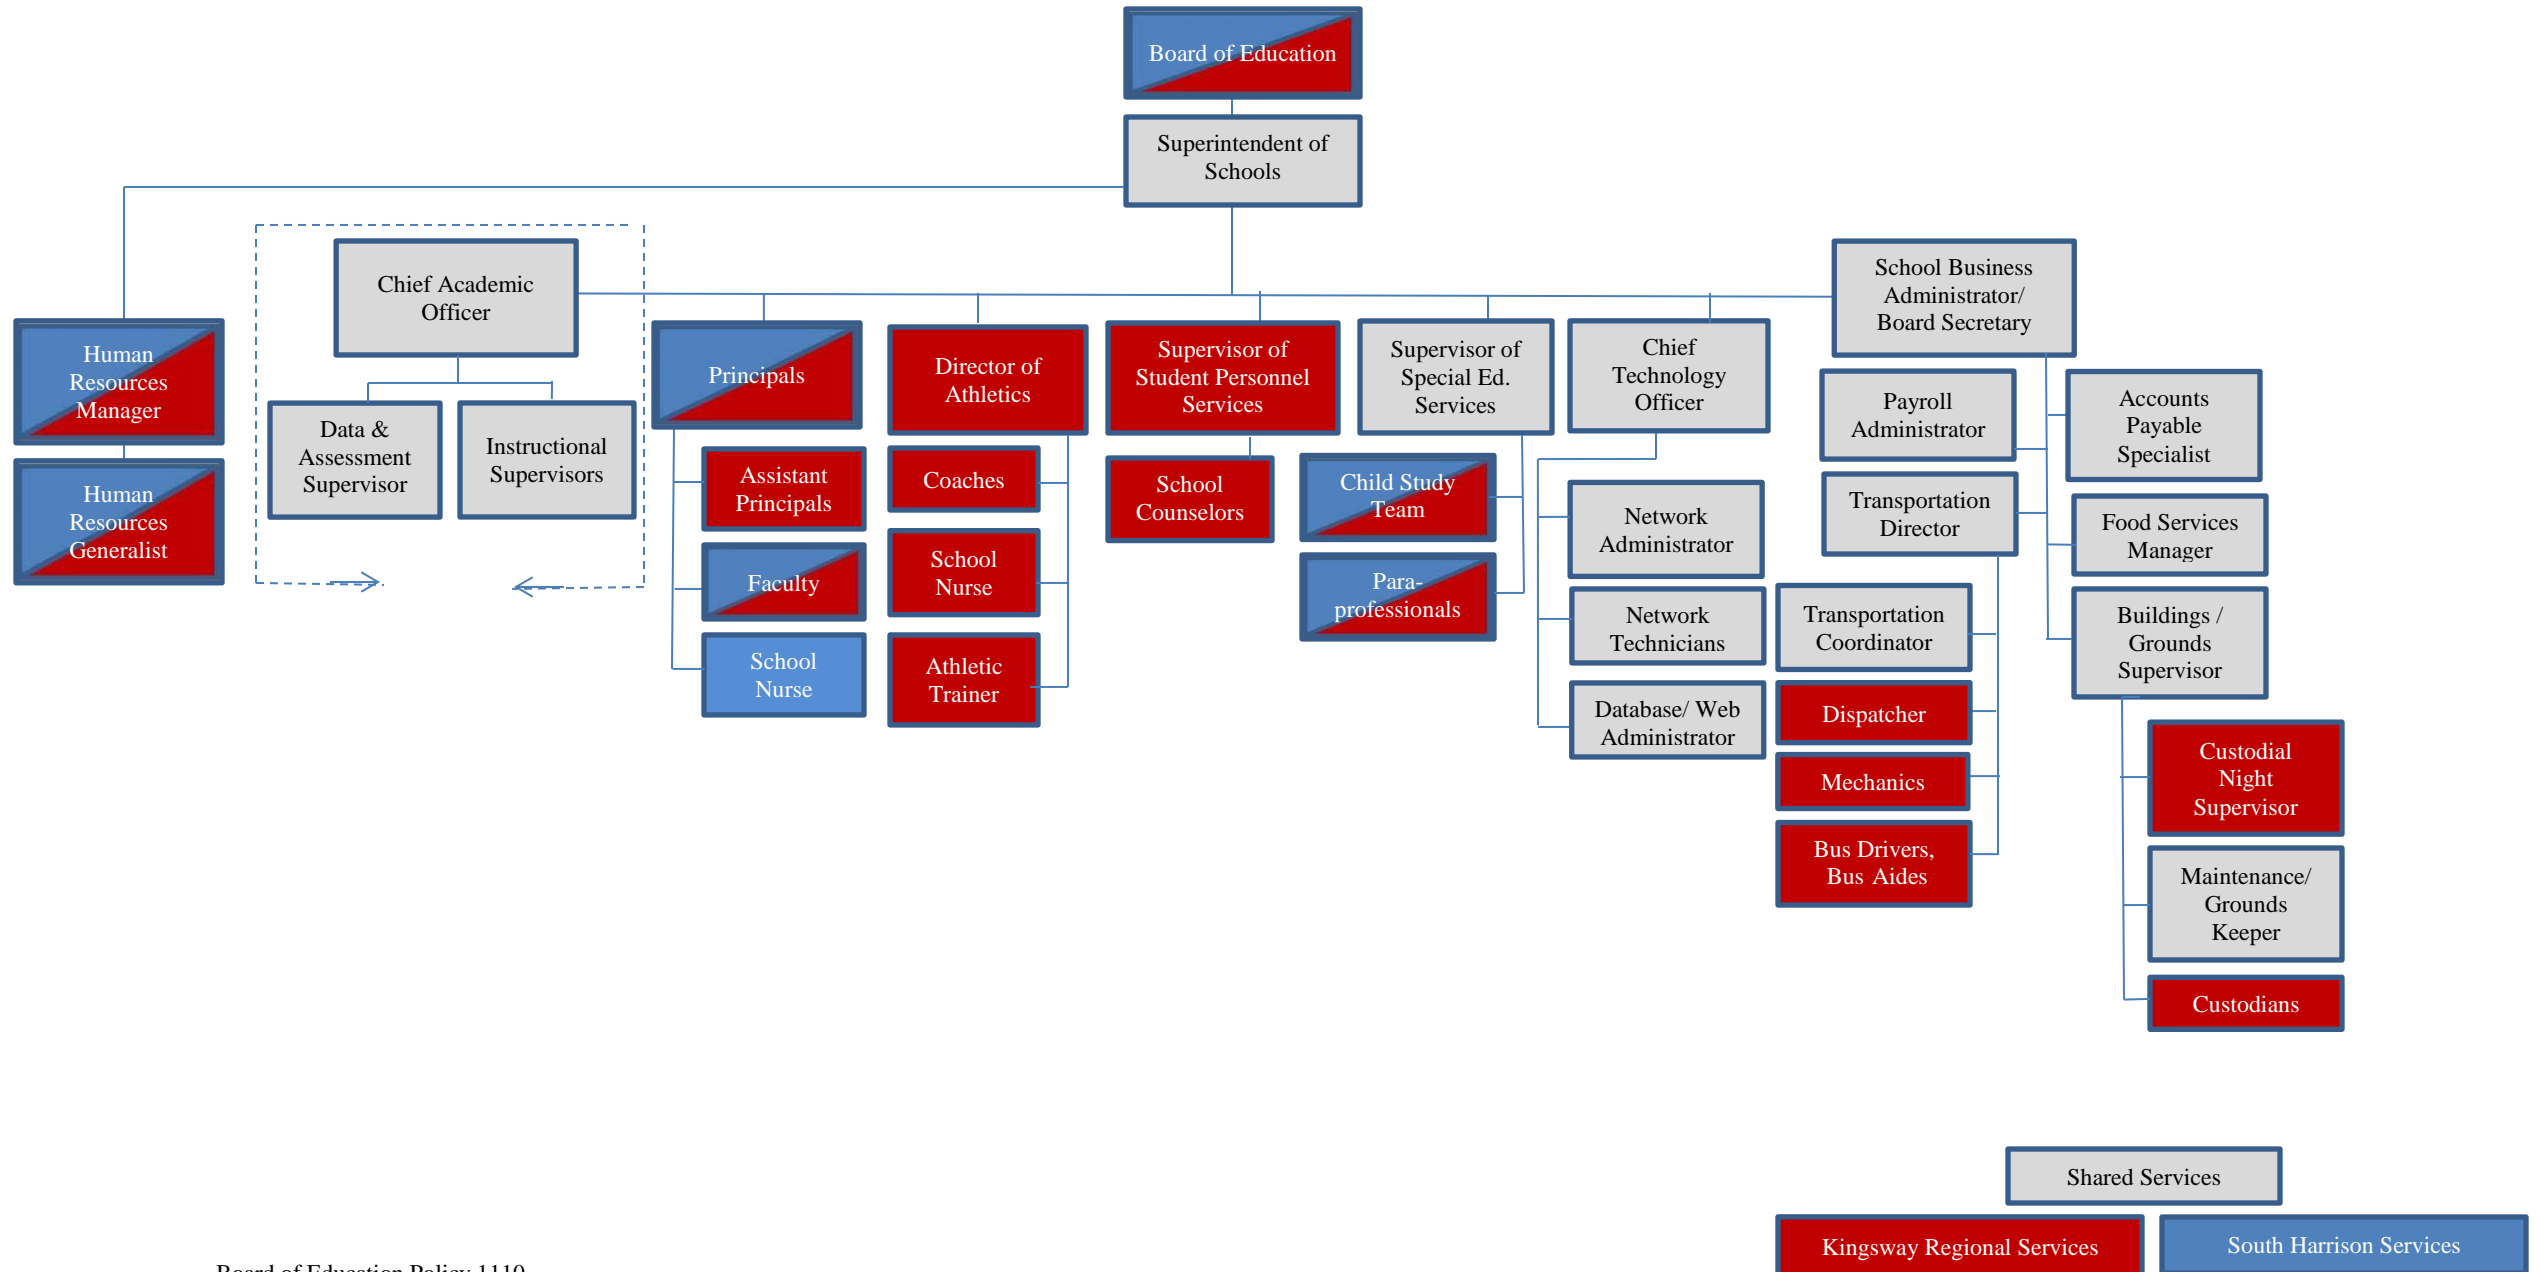 Board of Education
Superintendent of
Schools
Chief Academic
Officer
School Business
Administrator/
Board Secretary
Human
Resources
Manager
Principals
Director of
Athletics
Supervisor of
Student Personnel
Services
Supervisor of
Special Ed.
Services
Chief
Technology
Officer
Payroll
Administrator
Accounts
Payable
Specialist
Data &
Assessment
Supervisor
Instructional
Supervisors
Human
Resources
Generalist
Assistant
Principals
Coaches
School
Counselors
Child Study
Team
Network
Administrator
Transportation
Director
Food Services
Manager
Faculty
School
Nurse
Para-
professionals
Network
Technicians
Transportation
Coordinator
Buildings /
Grounds
Supervisor
School
Nurse
Athletic
Trainer
Database/ Web
Administrator
Dispatcher
Mechanics
Bus Drivers,
Bus Aides
Custodial
Night
Supervisor
Maintenance/
Grounds
Keeper
Custodians
Shared Services
Kingsway Regional Services
South Harrison Services
Board of Education Policy 1110